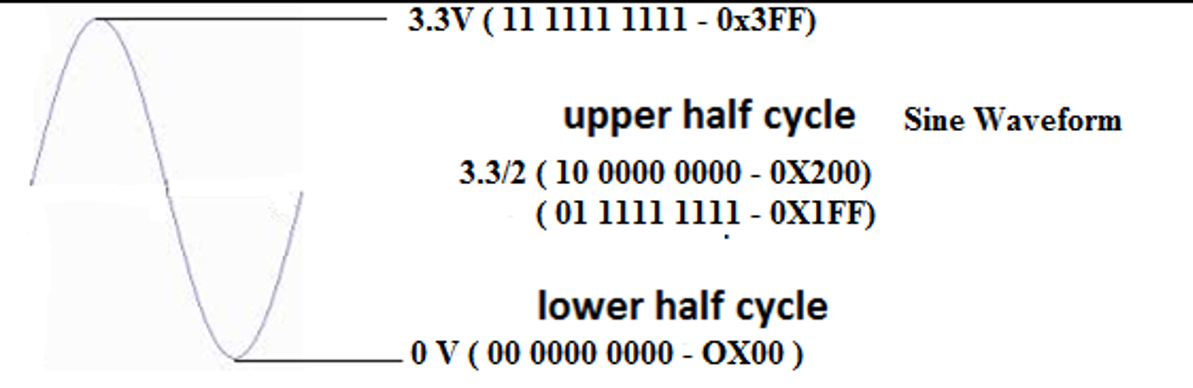 3.3V ( 11 1111 1111 - 0x3FF)
upper half cycle Sine Waveform
3.3/2 ( 10 0000 0000 - 0X200)
( 01 1111 1111 - 0X1FF)
lower half cycle
0 V ( 00 0000 0000 - OX00 )